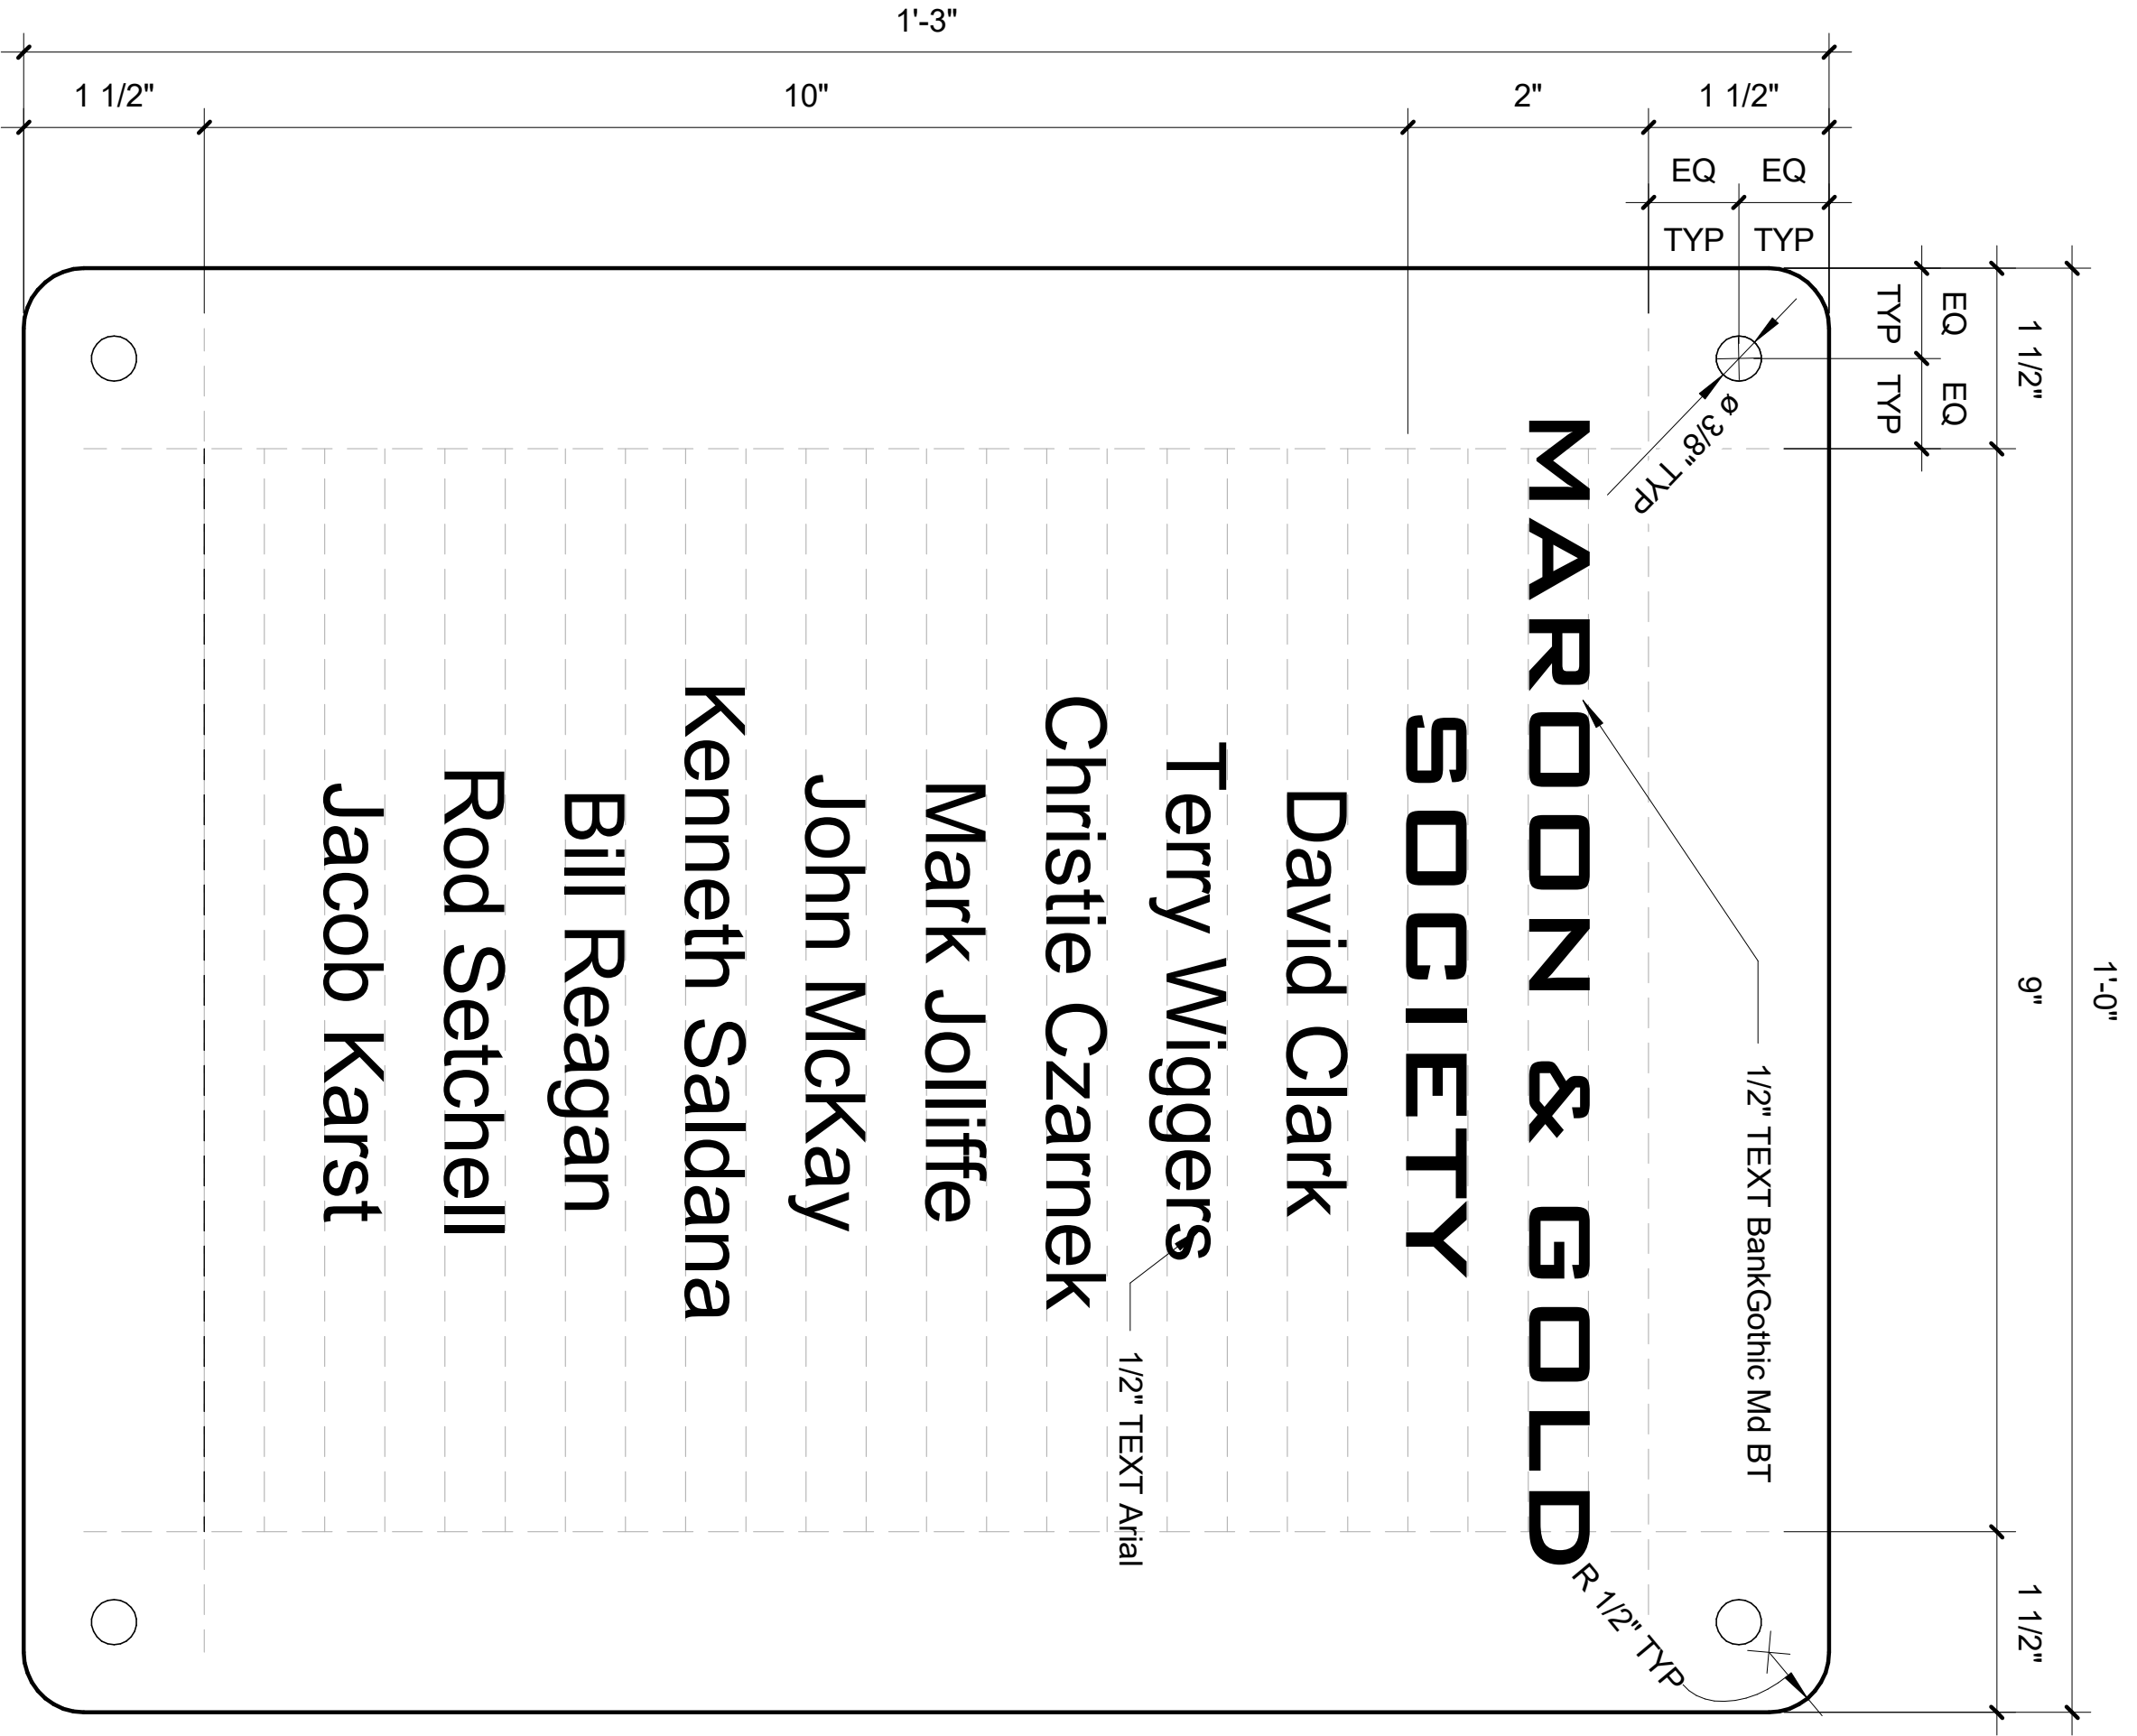 1'-0"
1 1/2"
9"
1 1/2"
EQ
EQ
TYP
TYP
1'-3"
1 1/2"
2"
10"
1 1/2"
EQ
EQ
TYP
TYP
ø 3/8" TYP
R 1/2" TYP
1/2" TEXT BankGothic Md BT
MAROON & GOLD
SOCIETY
David Clark
Terry Wiggers
1/2" TEXT Arial
Christie Czarnek
Mark Jolliffe
John McKay
Kenneth Saldana
Bill Reagan
Rod Setchell
Jacob Karst